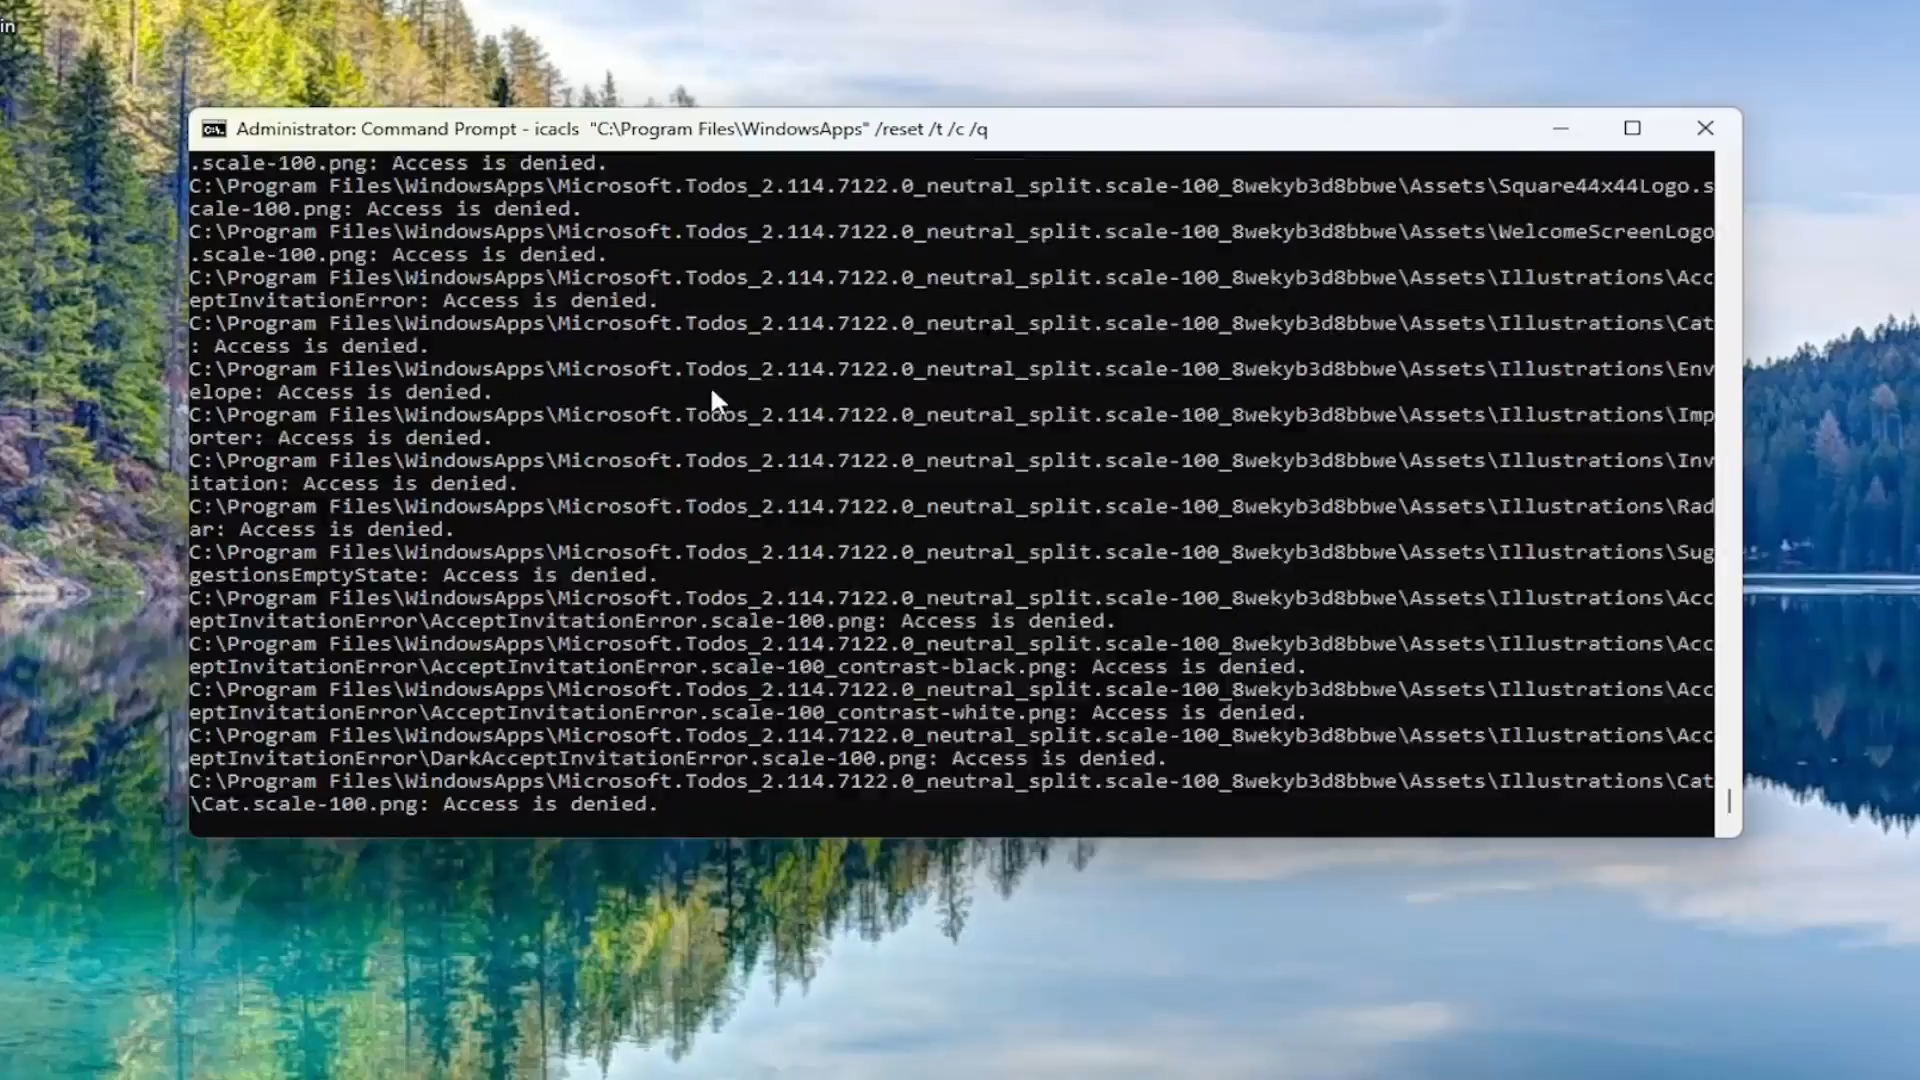 in
Administrator: Command Prompt - icacls "C:\Program Files\WindowsApps" /reset /t /c /q
.scale-100.png: Access is denied.
C:\Program Files\WindowsApps\Microsoft.Todos_2.114.7122.0_neutral_split.scale-100_8wekyb3d8bbwe\Assets\Square44x44Logo.s
cale-100.png: Access is denied.
C:\Program Files\WindowsApps\Microsoft.Todos_2.114.7122.0_neutral_split.scale-100_8wekyb3d8bbwe\Assets\WelcomeScreenLogo
.scale-100.png: Access is denied.
C:\Program Files\WindowsApps\Microsoft.Todos_2.114.7122.0_neutral_split.scale-100_8wekyb3d8bbwe\Assets\Illustrations\Acc
eptInvitationError: Access is denied.
C:\Program Files\WindowsApps\Microsoft.Todos_2.114.7122.0_neutral_split.scale-100_8wekyb3d8bbwe\Assets\Illustrations\Cat
: Access is denied.
C:\Program Files\WindowsApps\Microsoft.Todos_2.114.7122.0_neutral_split.scale-100_8wekyb3d8bbwe\Assets\Illustrations\Env
elope: Access is denied.
C:\Program Files\WindowsApps\Microsoft.Todos_2.114.7122.0_neutral_split.scale-100_8wekyb3d8bbwe\Assets\Illustrations\Imp
orter: Access is denied.
C:\Program Files\WindowsApps\Microsoft.Todos_2.114.7122.0_neutral_split.scale-100_8wekyb3d8bbwe\Assets\Illustrations\Inv
itation: Access is denied.
C:\Program Files\WindowsApps\Microsoft.Todos_2.114.7122.0_neutral_split.scale-100_8wekyb3d8bbwe\Assets\Illustrations\Rad
ar: Access is denied.
C:\Program Files\WindowsApps\Microsoft.Todos_2.114.7122.0_neutral_split.scale-100_8wekyb3d8bbwe\Assets\Illustrations\Sug
gestionsEmptyState: Access is denied.
C:\Program Files\WindowsApps\Microsoft.Todos_2.114.7122.0_neutral_split.scale-100_8wekyb3d8bbwe\Assets\Illustrations\Acc
eptInvitationError\AcceptInvitationError.scale-100.png: Access is denied.
C:\Program Files\WindowsApps\Microsoft.Todos_2.114.7122.0_neutral_split.scale-100_8wekyb3d8bbwe\Assets\Illustrations\Acc
eptInvitationError\AcceptInvitationError.scale-100_contrast-black.png: Access is denied.
C:\Program Files\WindowsApps\Microsoft.Todos_2.114.7122.0_neutral_split.scale-100_8wekyb3d8bbwe\Assets\Illustrations\Acc
eptInvitationError\AcceptInvitationError.scale-100_contrast-white.png: Access is denied.
C:\Program Files\WindowsApps\Microsoft.Todos_2.114.7122.0_neutral_split.scale-100_8wekyb3d8bbwe\Assets\Illustrations\Acc
eptInvitationError\DarkAcceptInvitationError.scale-100.png: Access is denied.
C:\Program Files\WindowsApps\Microsoft.Todos_2.114.7122.0_neutral_split.scale-100_8wekyb3d8bbwe\Assets\Illustrations\Cat
\Cat.scale-100.png: Access is denied.